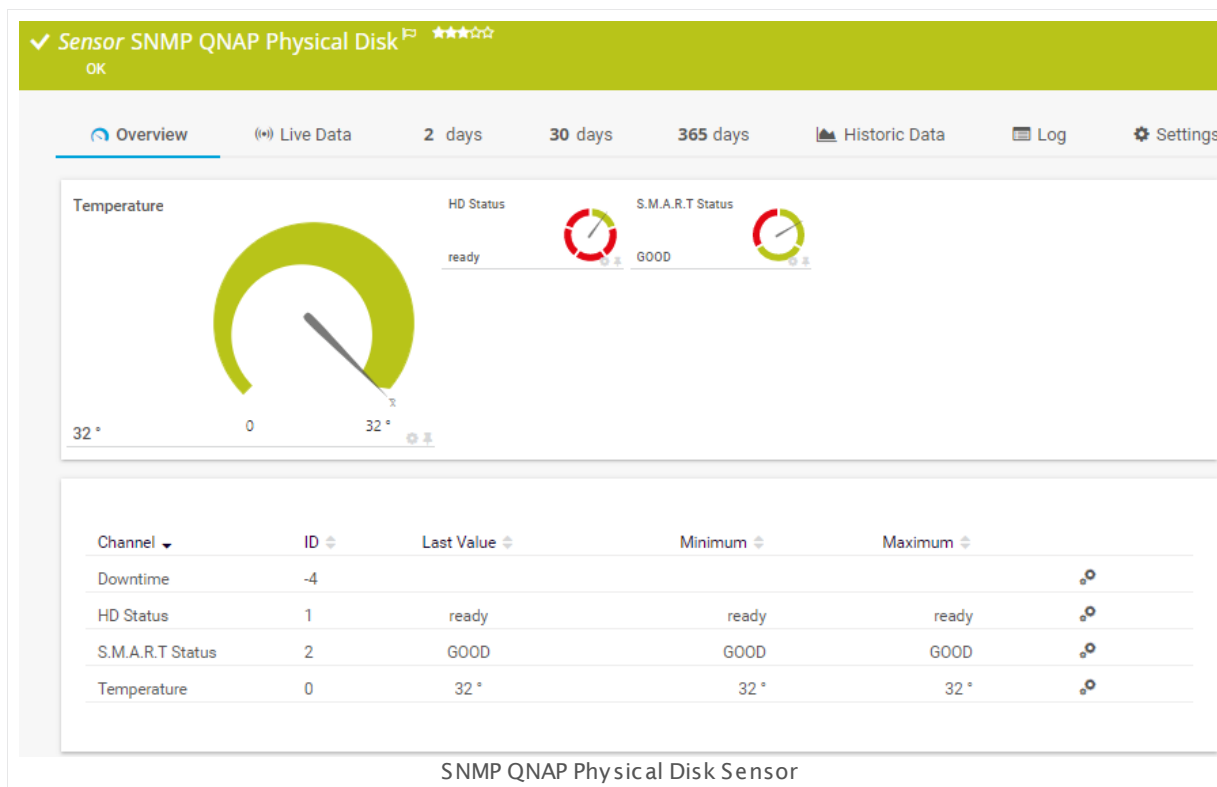 Sensor SNMP QNAP Physical Disk
OK
Overview Live Data 2 days 30 days 365 days Historic Data Log Settings
Temperature
HD Status
S.M.A.R.T Status
ready
GOOD
0
32 °
32 °
Channel ID Last Value Minimum Maximum
Downtime -4
HD Status 1 ready ready ready
S.M.A.R.T Status 2 GOOD GOOD GOOD
Temperature 0 32 ° 32 ° 32 °
SNMP QNAP Physical Disk Sensor